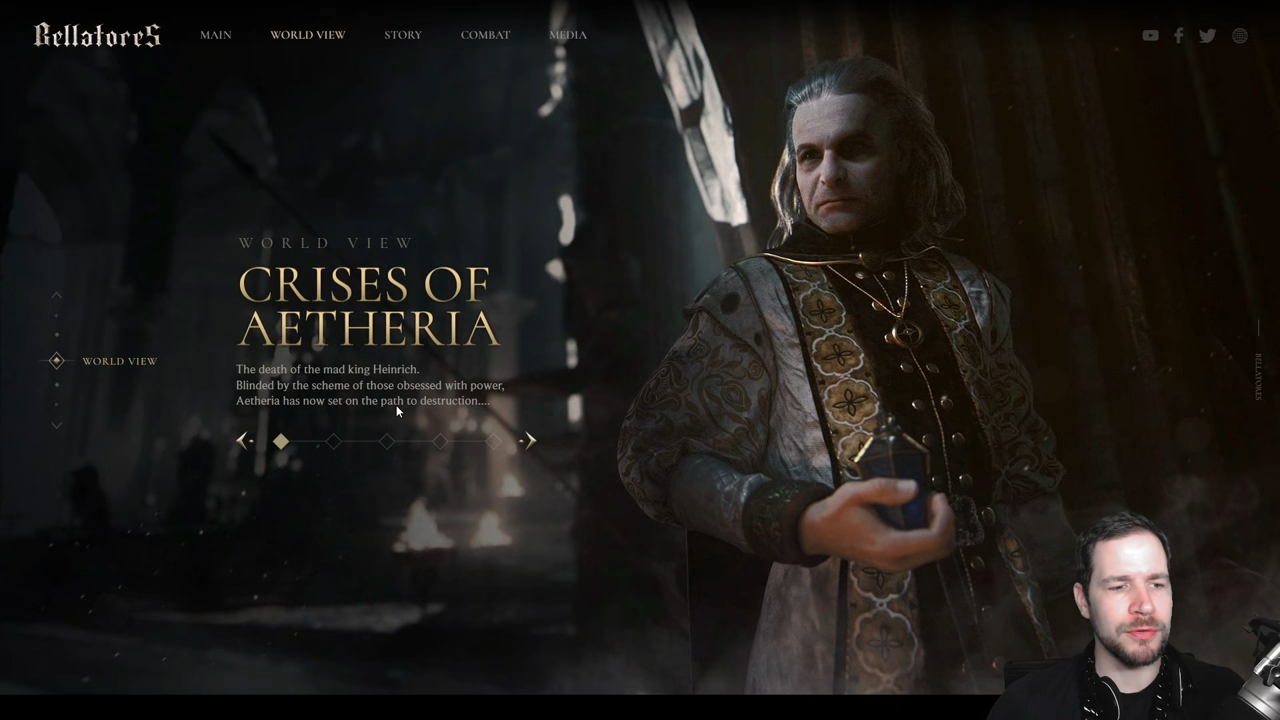 BellatoreS
MAIN
WORLD VIEW
STORY
COMBAT
MEDIA
WORLD VIEW
CRISES OF
AETHERIA
The death of the mad king Heinrich.
Blinded by the scheme of those obsessed with power,
Aetheria has now set on the path to destruction....
WORLD VIEW
BELLATORES